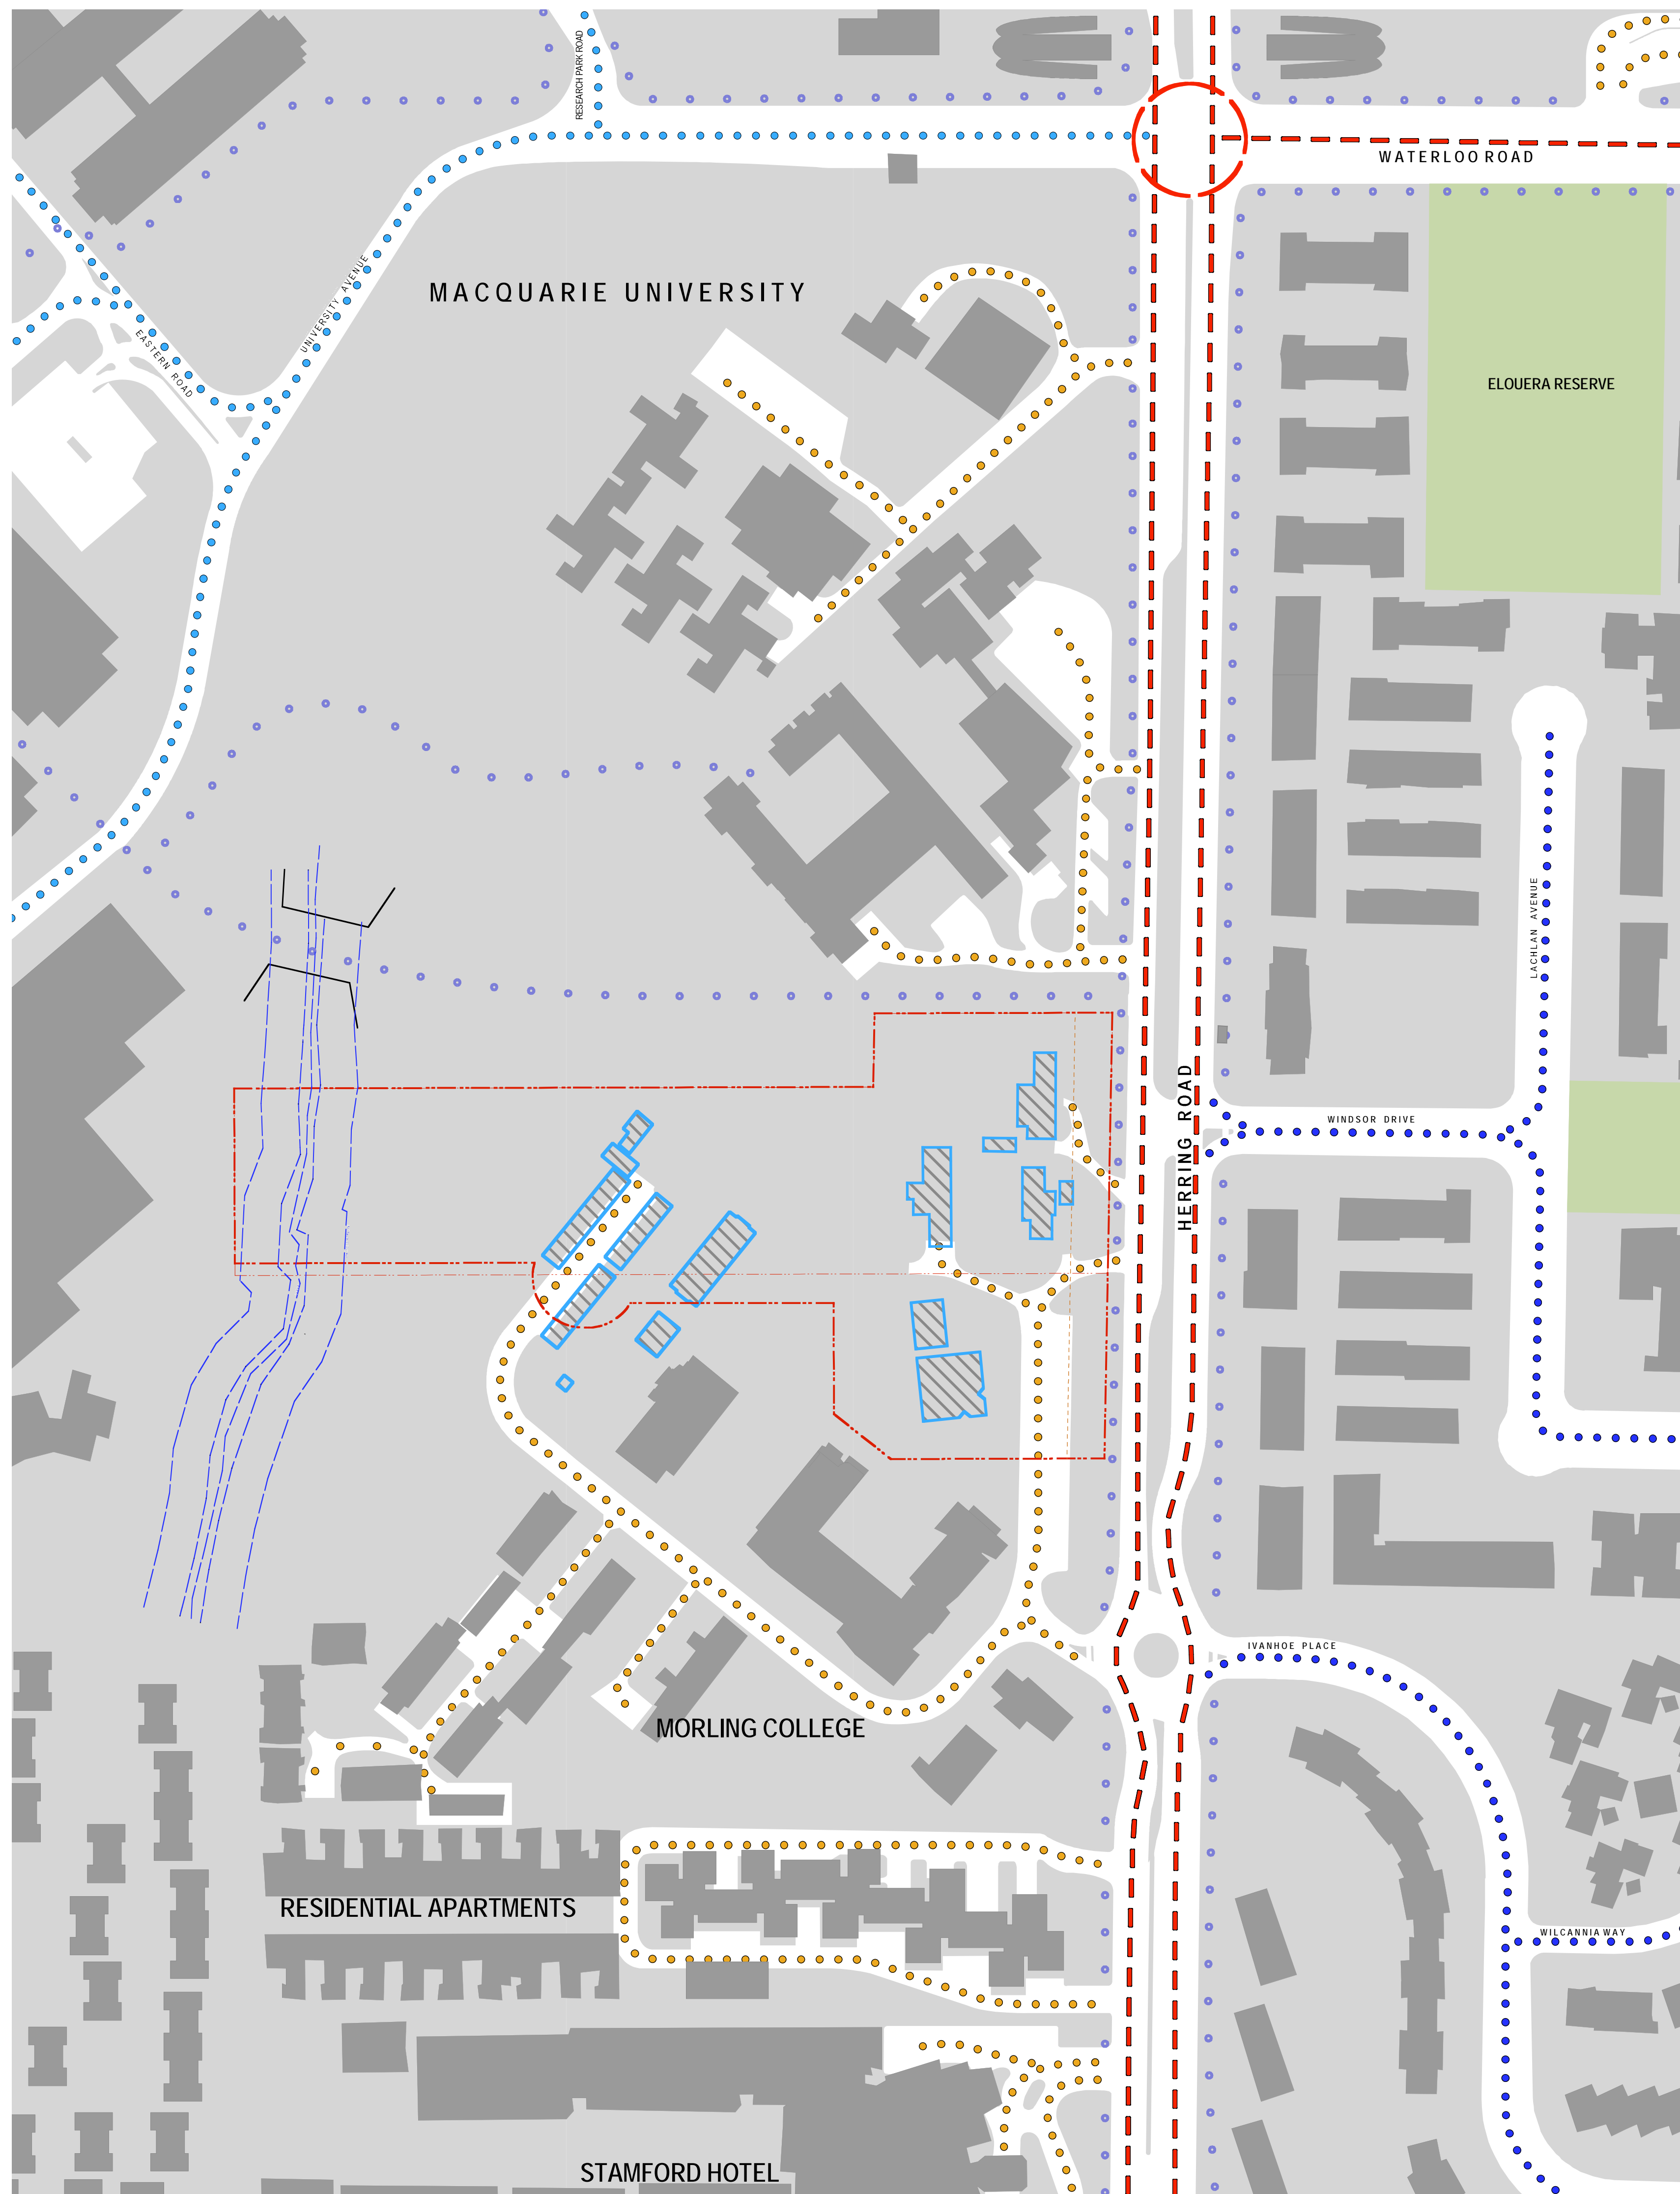 RESEARCH PARK ROAD
WATERLOO ROAD
MACQUARIE UNIVERSITY
UNIVERSITY AVENUE
EASTERN ROAD
ELOUERA RESERVE
LACHLAN AVENUE
HERRING ROAD
WINDSOR DRIVE
IVANHOE PLACE
MORLING COLLEGE
RESIDENTIAL APARTMENTS
WILCANNIA WAY
STAMFORD HOTEL